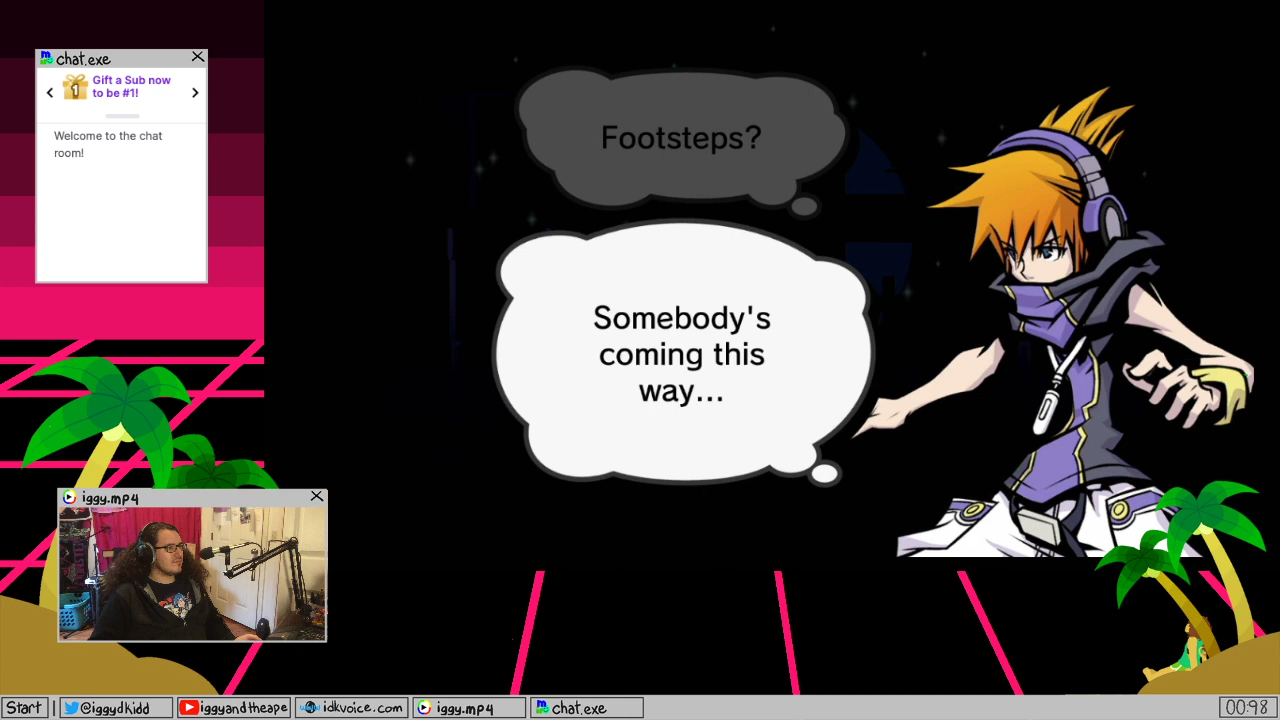 chat.exe
Gift a Sub now
to be #1!
1
Welcome to the chat
room!
Footsteps?
Somebody's
coming this
way...
iggy.mp4
Start
@iggydkidd
iggyandtheape
idkvoice.com
iggy.mp4
chat.exe
00:98